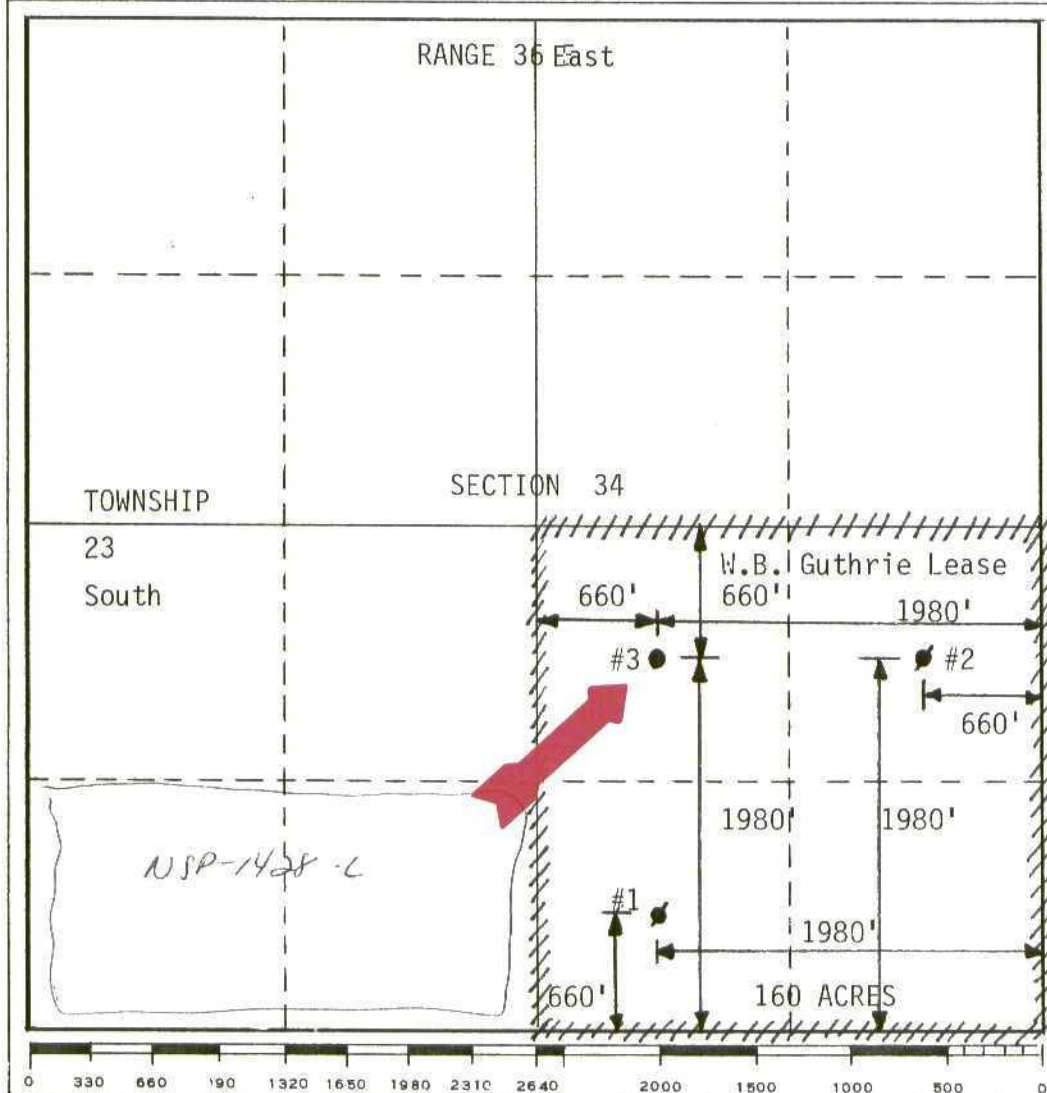 RANGE 36 East
SECTION 34
TOWNSHIP
23
South
W.B. Guthrie Lease
660'
660'
1980'
#3
#2
660'
1980'
1980'
NSP-1428-L
#1
1980'
660'
160 ACRES
0 330 660 '90 1320 1650 1980 2310 2640 2000 1500 1000 500 0